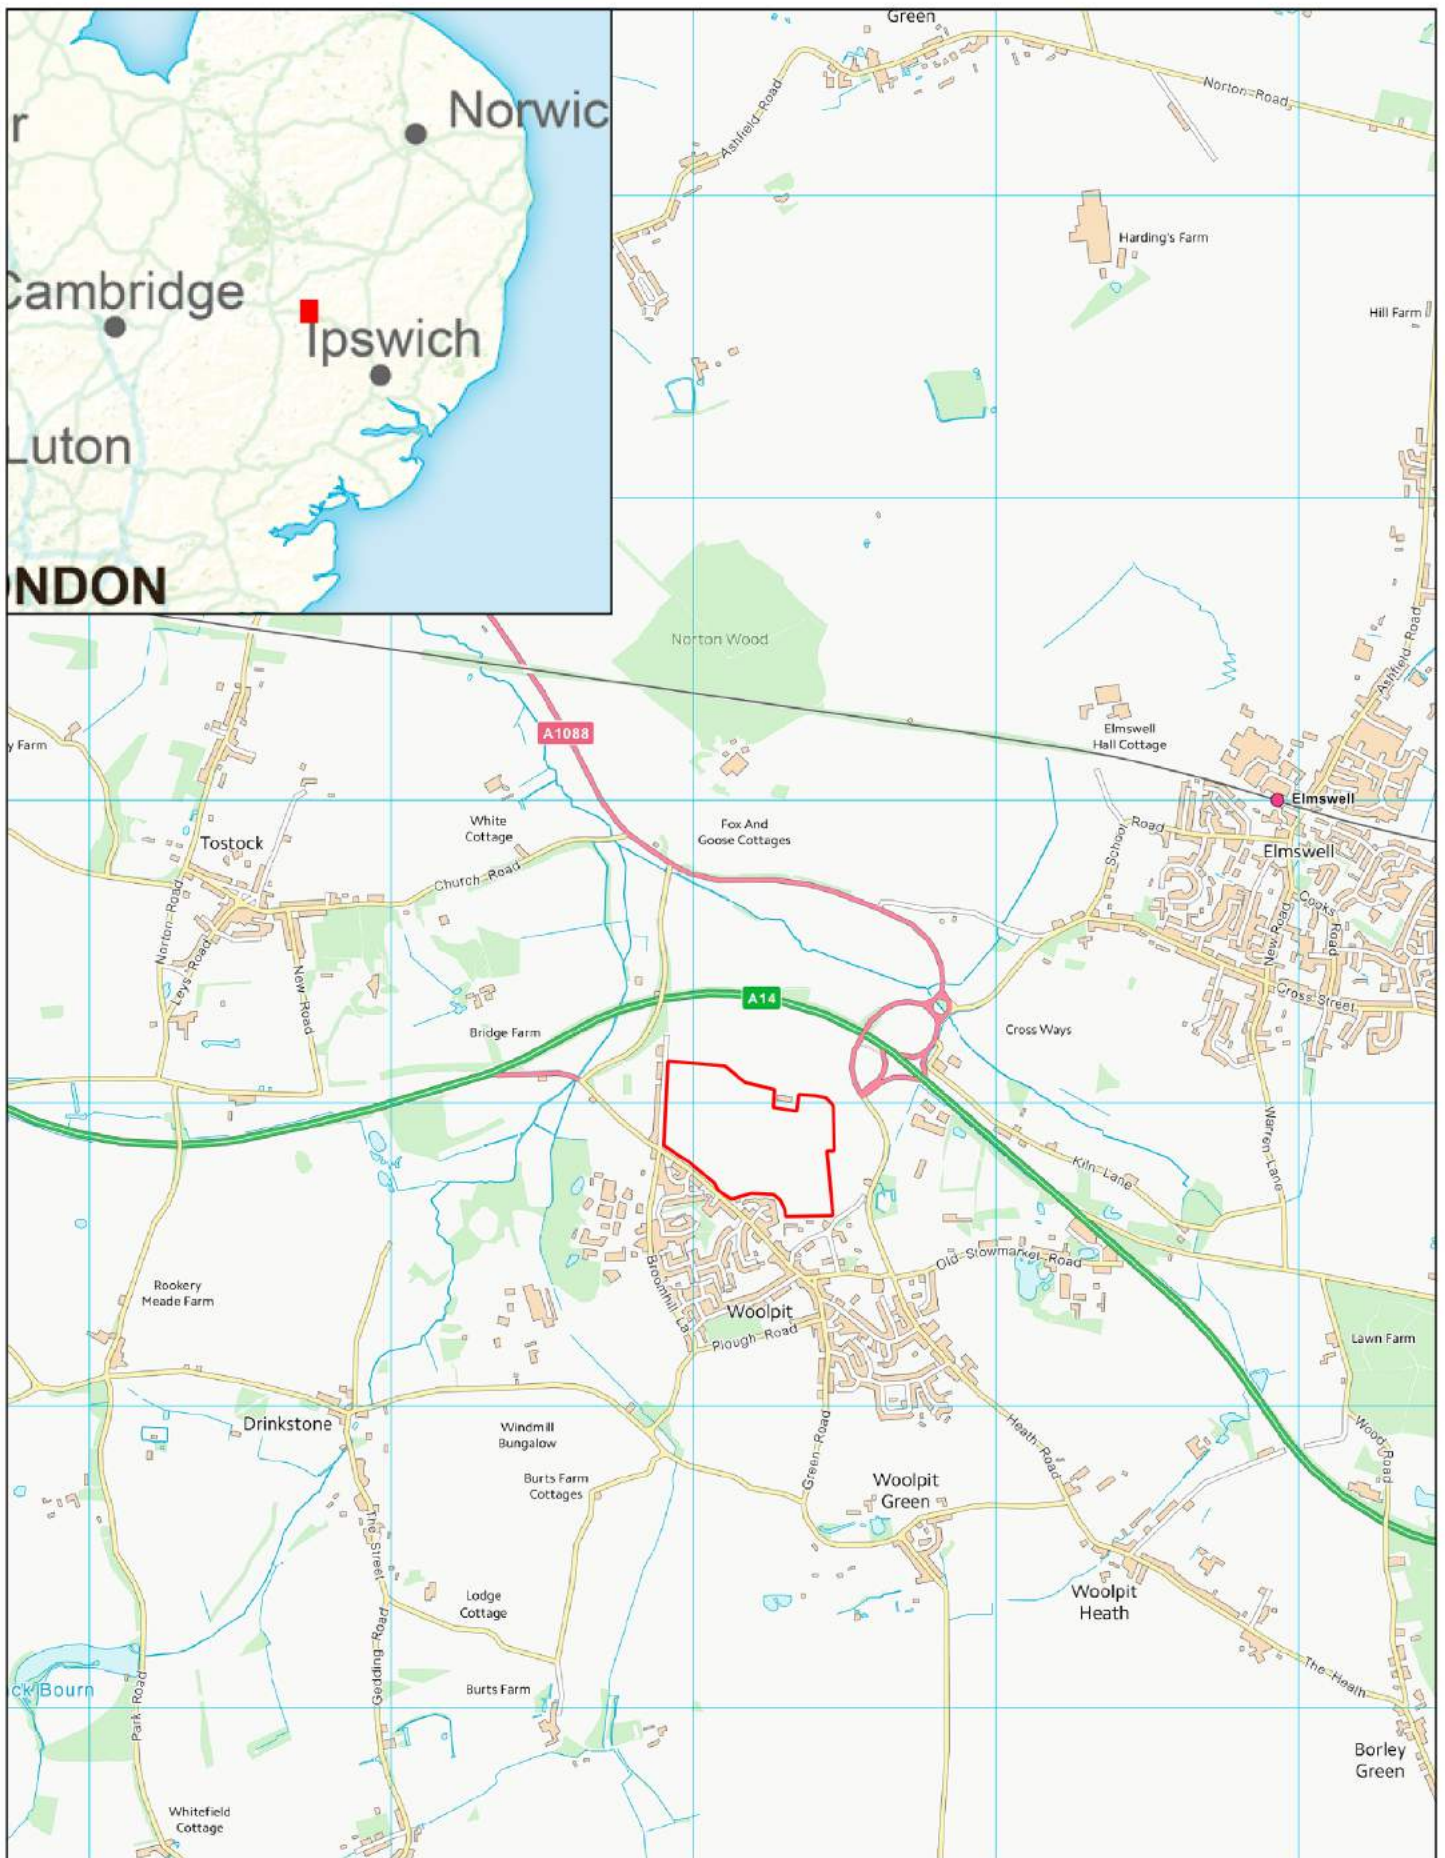 Green
Norton Road
Ashfield Road
Norwic
r
Harding's Farm
Cambridge
Hill Farm
Ipswich
Luton
ONDON
Norton Wood
Ashfield Road
A1088
Elmswell
Hall Cottage
y Farm
Elmswell
White
Cottage
Fox And
Goose Cottages
School Road
Tostock
Elmswell
Church Road
Cooks Road
Norton Road
New Road
Leys Road
New Road
Cross Street
A14
Bridge Farm
Cross Ways
Warren Lane
Kiln Lane
Old Stowmarket Road
Rookery
Meade Farm
Broomhill La
Woolpit
Plough Road
Lawn Farm
Drinkstone
Windmill
Bungalow
Green Road
Heath Road
Wood Road
Burts Farm
Cottages
Woolpit
Green
The Street
Lodge
Cottage
Woolpit
Heath
Gedding Road
The Heath
ck Bourn
Park Road
Burts Farm
Borley
Green
Whitefield
Cottage